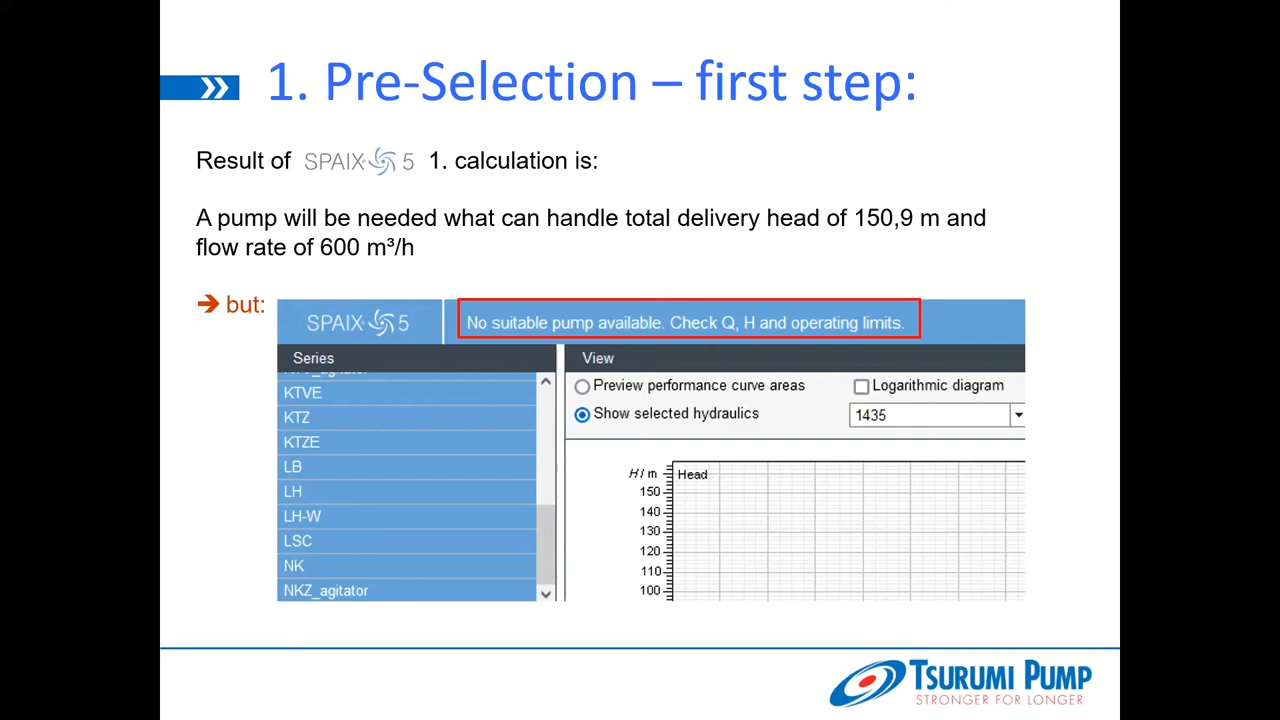 1. Pre-Selection – first step:
Result of SPAIX 5 1. calculation is:
A pump will be needed what can handle total delivery head of 150,9 m and
flow rate of 600 m³/h
➔ but:
SPAIX 5 No suitable pump available. Check Q, H and operating limits.
Series
KTVE
KTZ
KTZE
LB
LH
LH-W
LSC
NK
NKZ_agitator
View
Preview performance curve areas
Logarithmic diagram
Show selected hydraulics
1435
H / m
Head
150
140
130
120
110
100
TSURUMI PUMP
STRONGER FOR LONGER